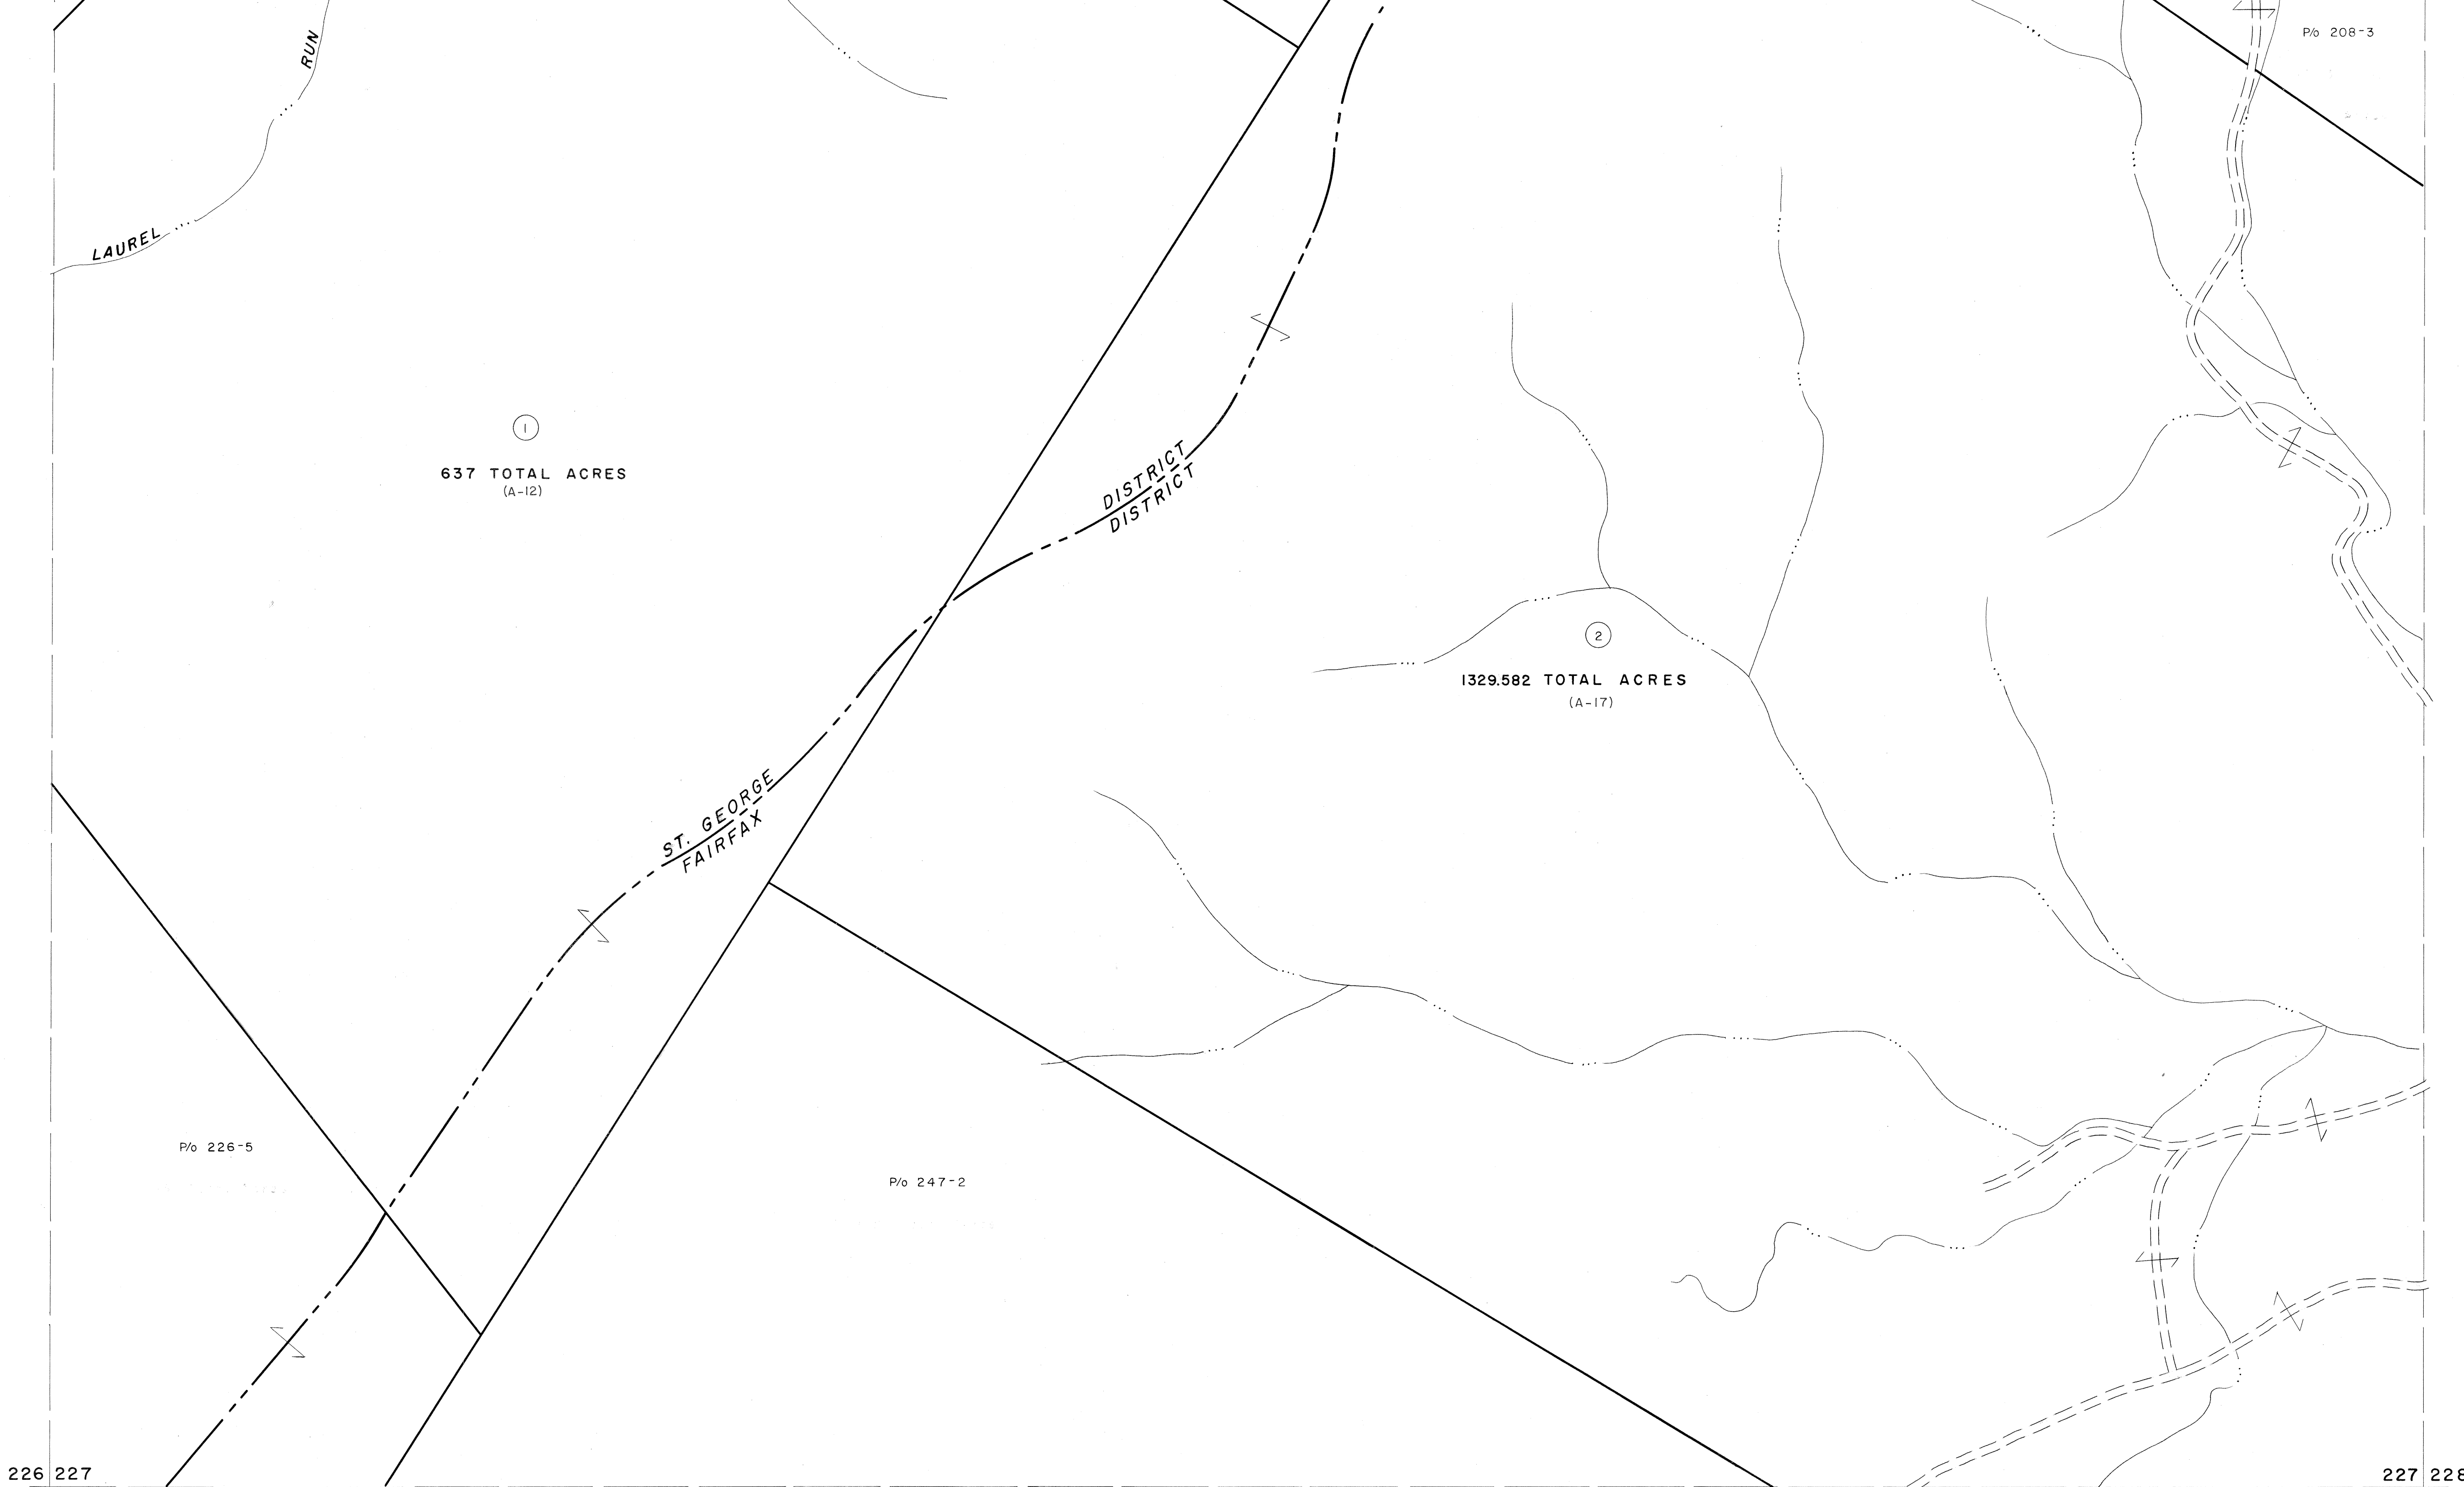 P/o 208-3
RUN
LAUREL
1
637 TOTAL ACRES
(A-12)
DISTRICT
DISTRICT
2
1329.582 TOTAL ACRES
(A-17)
ST. GEORGE
FAIRFAX
P/o 226-5
P/o 247-2
226 227
227 228